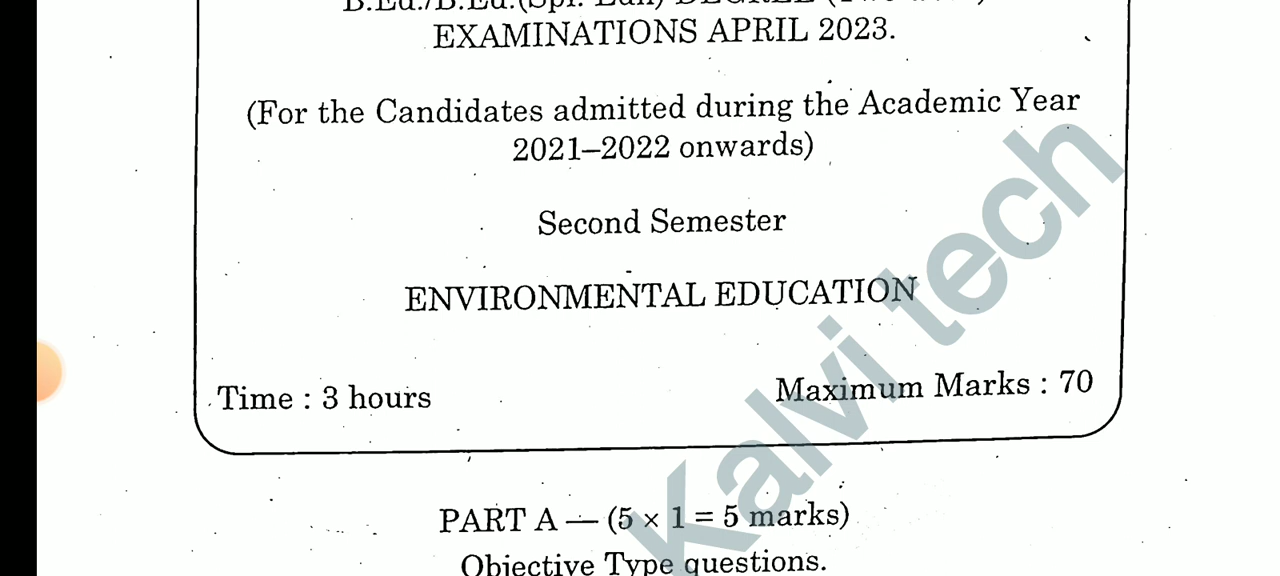 EXAMINATIONS APRIL 2023.
(For the Candidates admitted during the Academic Year
2021–2022 onwards)
Second Semester
ENVIRONMENTAL EDUCATION
Time : 3 hours
Maximum Marks : 70
PART A — (5 × 1 = 5 marks)
Objective Type questions.
Kalvi tech